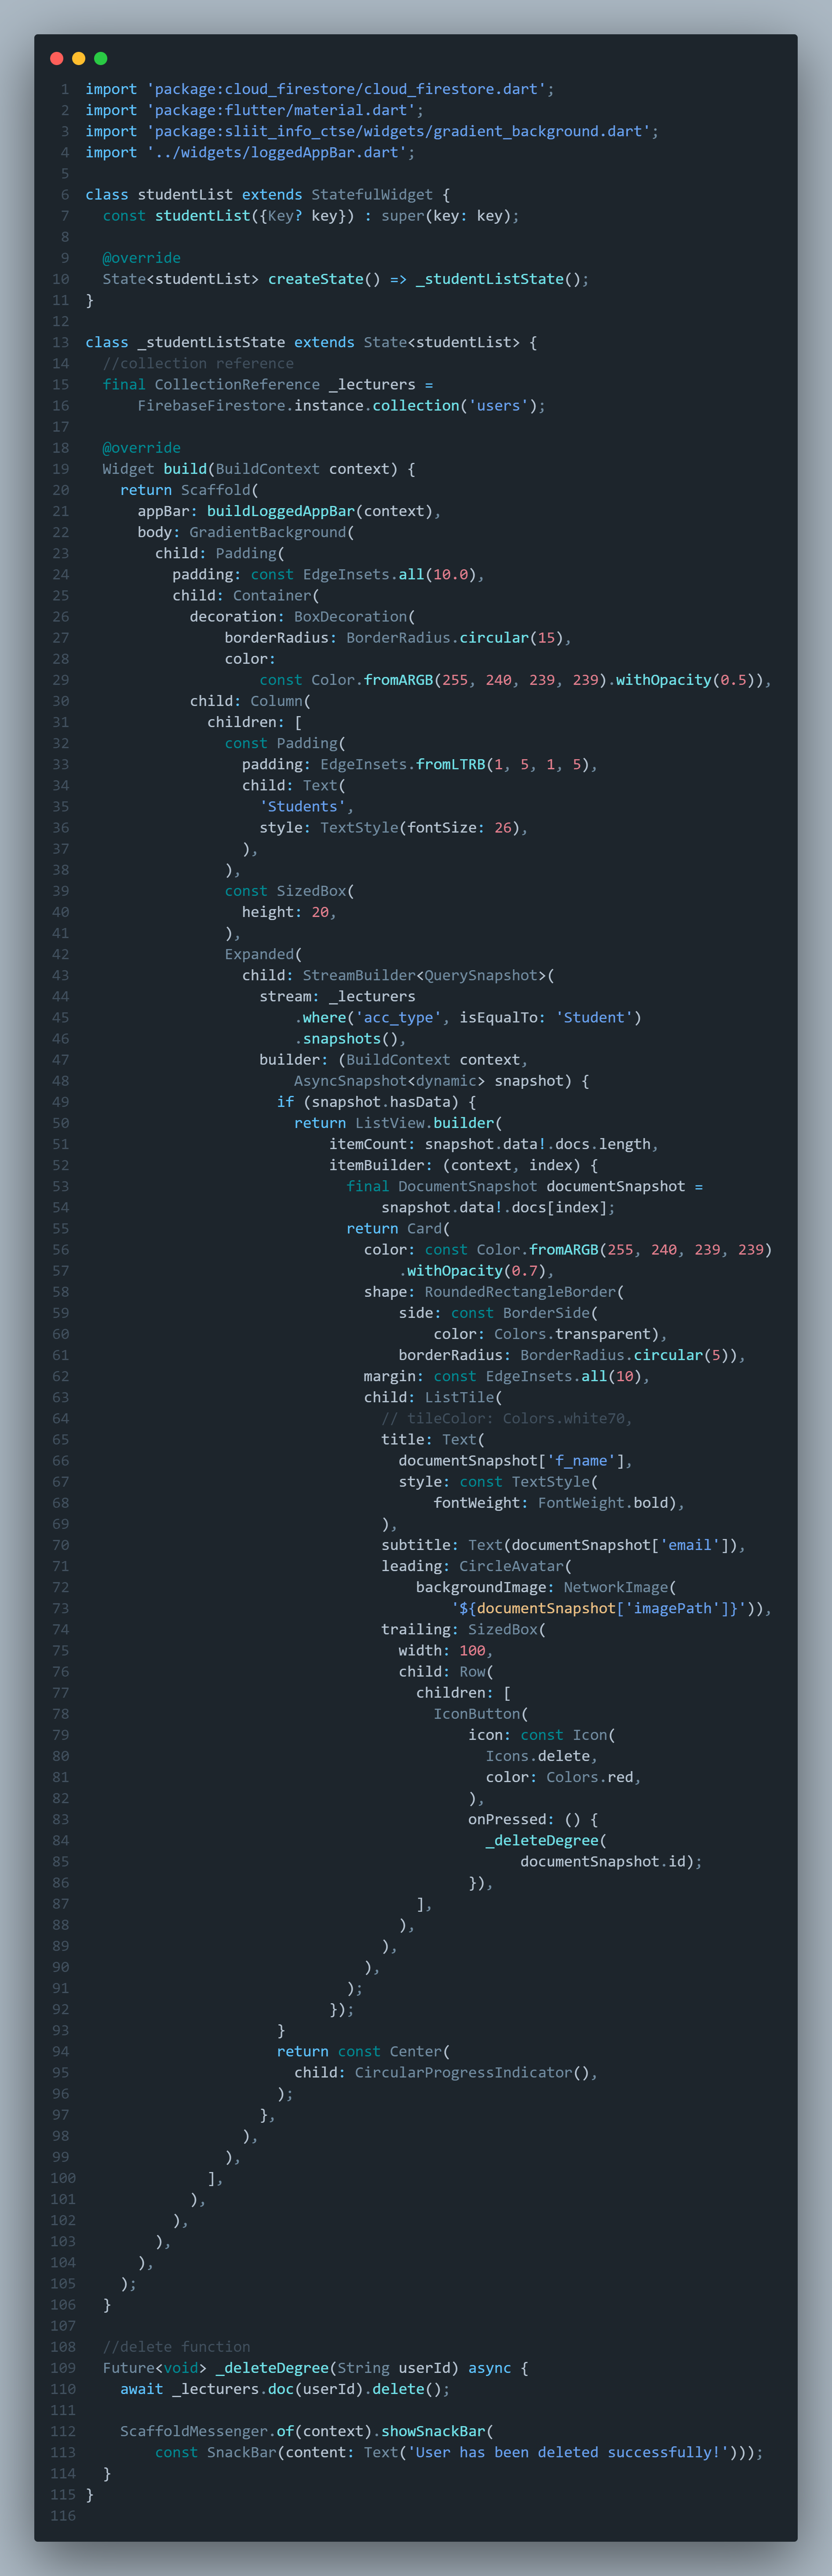 1 import 'package:cloud_firestore/cloud_firestore.dart';
2 import 'package:flutter/material.dart';
3 import 'package:sliit_info_ctse/widgets/gradient_background.dart';
4 import '../widgets/loggedAppBar.dart';
5
6 class studentList extends StatefulWidget {
7   const studentList({Key? key}) : super(key: key);
8
9   @override
10   State<studentList> createState() => _studentListState();
11 }
12
13 class _studentListState extends State<studentList> {
14   //collection reference
15   final CollectionReference _lecturers =
16       FirebaseFirestore.instance.collection('users');
17
18   @override
19   Widget build(BuildContext context) {
20     return Scaffold(
21       appBar: buildLoggedAppBar(context),
22       body: GradientBackground(
23         child: Padding(
24           padding: const EdgeInsets.all(10.0),
25           child: Container(
26             decoration: BoxDecoration(
27                 borderRadius: BorderRadius.circular(15),
28                 color:
29                     const Color.fromARGB(255, 240, 239, 239).withOpacity(0.5)),
30             child: Column(
31               children: [
32                 const Padding(
33                   padding: EdgeInsets.fromLTRB(1, 5, 1, 5),
34                   child: Text(
35                     'Students',
36                     style: TextStyle(fontSize: 26),
37                   ),
38                 ),
39                 const SizedBox(
40                   height: 20,
41                 ),
42                 Expanded(
43                   child: StreamBuilder<QuerySnapshot>(
44                     stream: _lecturers
45                         .where('acc_type', isEqualTo: 'Student')
46                         .snapshots(),
47                     builder: (BuildContext context,
48                         AsyncSnapshot<dynamic> snapshot) {
49                       if (snapshot.hasData) {
50                         return ListView.builder(
51                             itemCount: snapshot.data!.docs.length,
52                             itemBuilder: (context, index) {
53                               final DocumentSnapshot documentSnapshot =
54                                   snapshot.data!.docs[index];
55                               return Card(
56                                 color: const Color.fromARGB(255, 240, 239, 239)
57                                     .withOpacity(0.7),
58                                 shape: RoundedRectangleBorder(
59                                     side: const BorderSide(
60                                         color: Colors.transparent),
61                                     borderRadius: BorderRadius.circular(5)),
62                                 margin: const EdgeInsets.all(10),
63                                 child: ListTile(
64                                   // tileColor: Colors.white70,
65                                   title: Text(
66                                     documentSnapshot['f_name'],
67                                     style: const TextStyle(
68                                         fontWeight: FontWeight.bold),
69                                   ),
70                                   subtitle: Text(documentSnapshot['email']),
71                                   leading: CircleAvatar(
72                                       backgroundImage: NetworkImage(
73                                           '${documentSnapshot['imagePath']}')),
74                                   trailing: SizedBox(
75                                     width: 100,
76                                     child: Row(
77                                       children: [
78                                         IconButton(
79                                             icon: const Icon(
80                                               Icons.delete,
81                                               color: Colors.red,
82                                             ),
83                                             onPressed: () {
84                                               _deleteDegree(
85                                                   documentSnapshot.id);
86                                             }),
87                                       ],
88                                     ),
89                                   ),
90                                 ),
91                               );
92                             });
93                       }
94                       return const Center(
95                         child: CircularProgressIndicator(),
96                       );
97                     },
98                   ),
99                 ),
100               ],
101             ),
102           ),
103         ),
104       ),
105     );
106   }
107
108   //delete function
109   Future<void> _deleteDegree(String userId) async {
110     await _lecturers.doc(userId).delete();
111
112     ScaffoldMessenger.of(context).showSnackBar(
113         const SnackBar(content: Text('User has been deleted successfully!')));
114   }
115 }
116